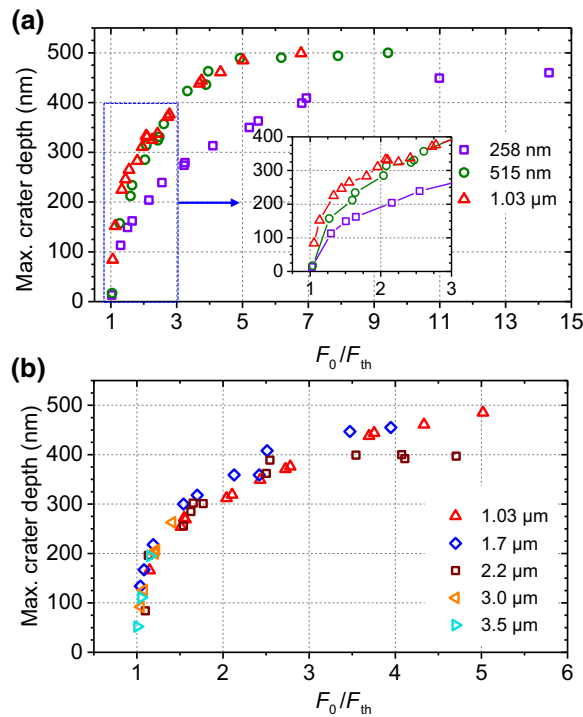 (a)
Max. crater depth (nm)
600
500
400
300
200
100
0
1 3 5 7 9 11 13 15
F0/Fth
400
300
200
100
0
1 2 3
258 nm
515 nm
1.03 µm
(b)
Max. crater depth (nm)
500
400
300
200
100
0
1 2 3 4 5 6
F0/Fth
1.03 µm
1.7 µm
2.2 µm
3.0 µm
3.5 µm